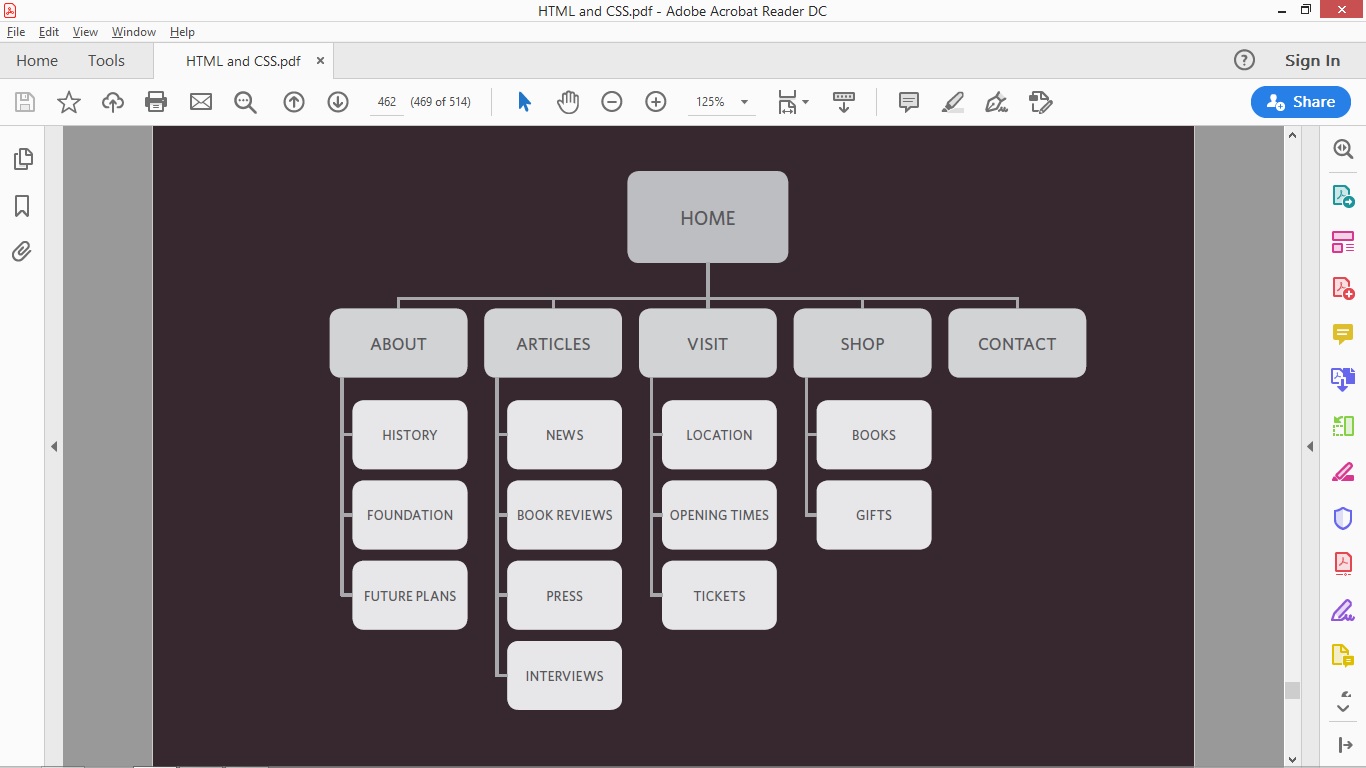 HTML and CSS.pdf - Adobe Acrobat Reader DC
File Edit View Window Help
Home Tools HTML and CSS.pdf × Sign In
462 (469 of 514) 125% Share
HOME
ABOUT ARTICLES VISIT SHOP CONTACT
HISTORY NEWS LOCATION BOOKS
FOUNDATION BOOK REVIEWS OPENING TIMES GIFTS
FUTURE PLANS PRESS TICKETS
INTERVIEWS